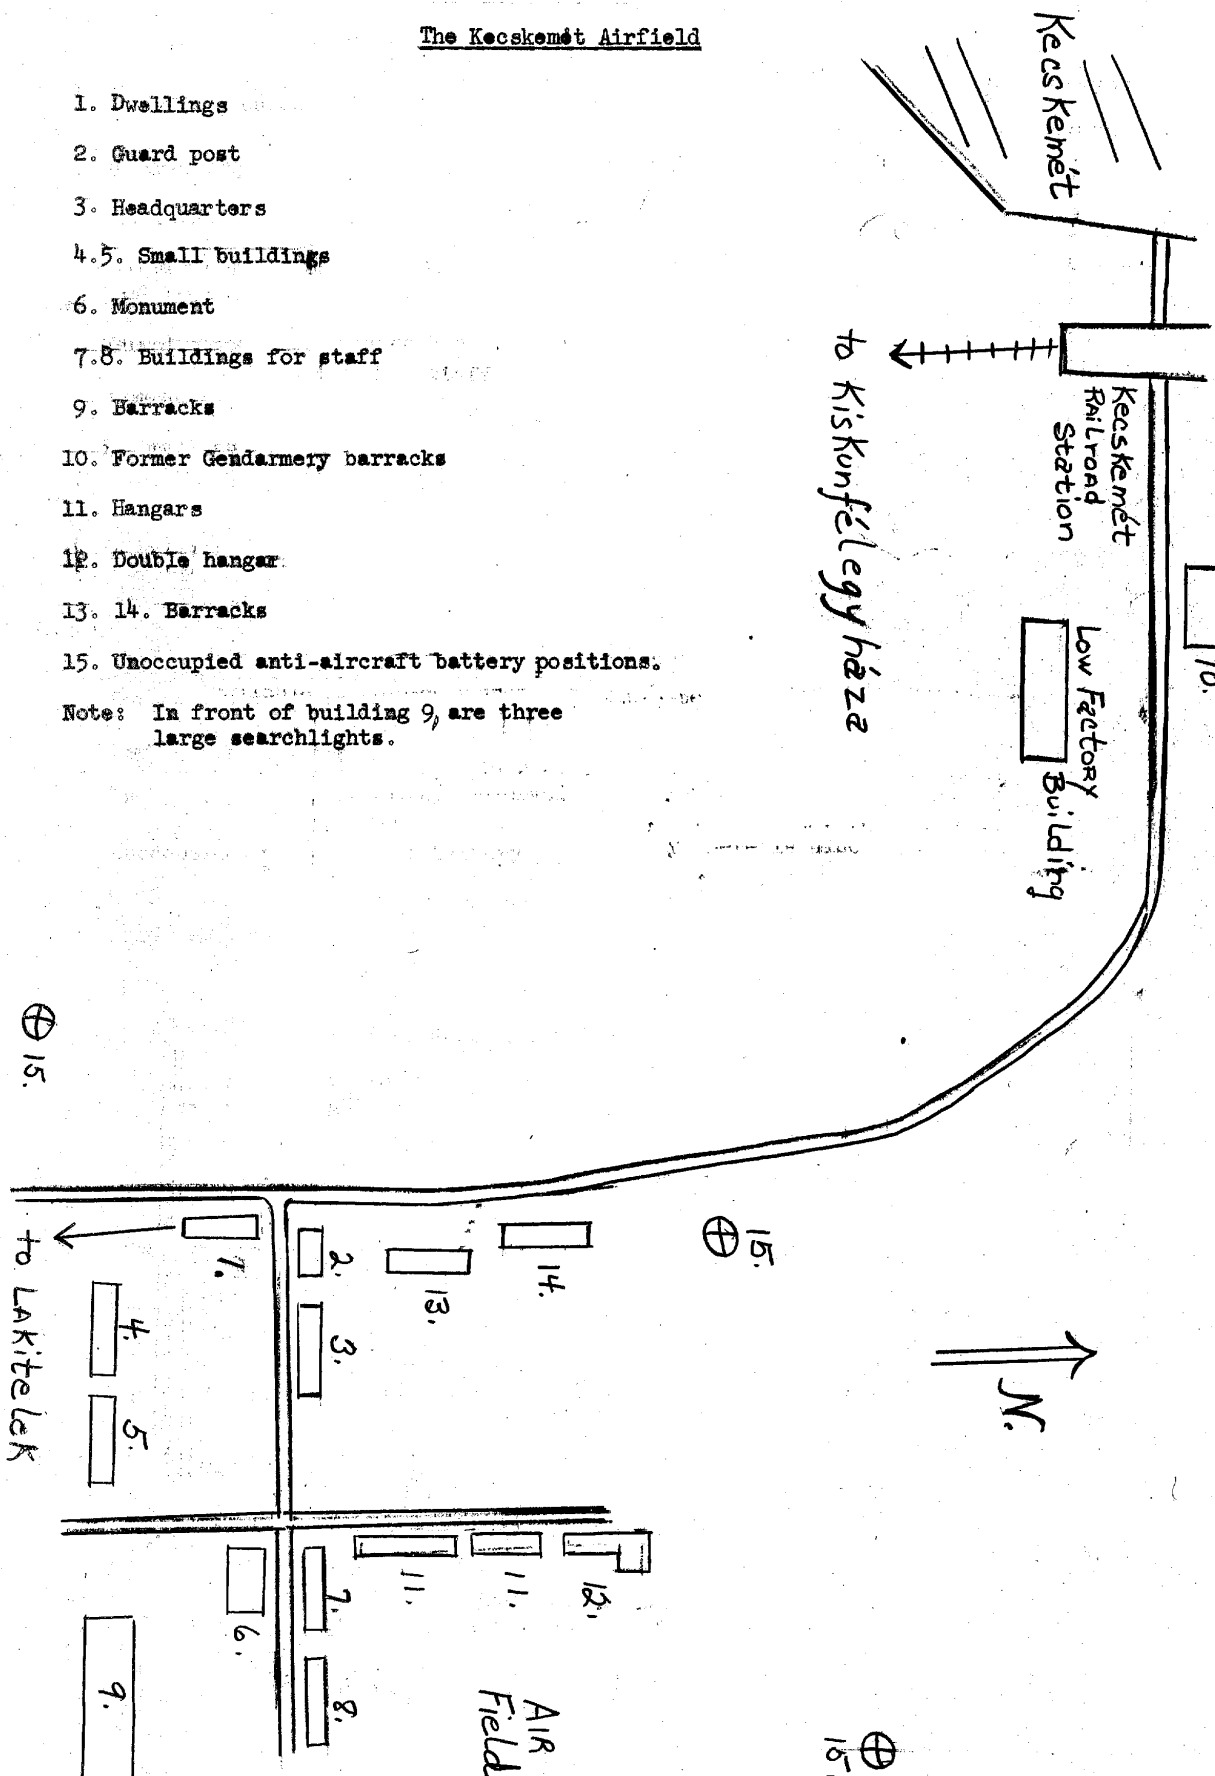 The Kecskemét Airfield
1. Dwellings
2. Guard post
3. Headquarters
4.5. Small buildings
6. Monument
7.8. Buildings for staff
9. Barracks
10. Former Gendarmery barracks
11. Hangars
12. Double hangar
13. 14. Barracks
15. Unoccupied anti-aircraft battery positions.
Note: In front of building 9, are three
large searchlights.
Kecskemét
to Kiskunfélegyháza
Kecskemét
RAilROAD
Station
10.
Low Factory
Building
15.
15.
N.
to LAKiteleK
1.
2.
3.
4.
5.
13.
14.
6.
7.
8.
9.
11.
11.
12.
AIR
Field
15